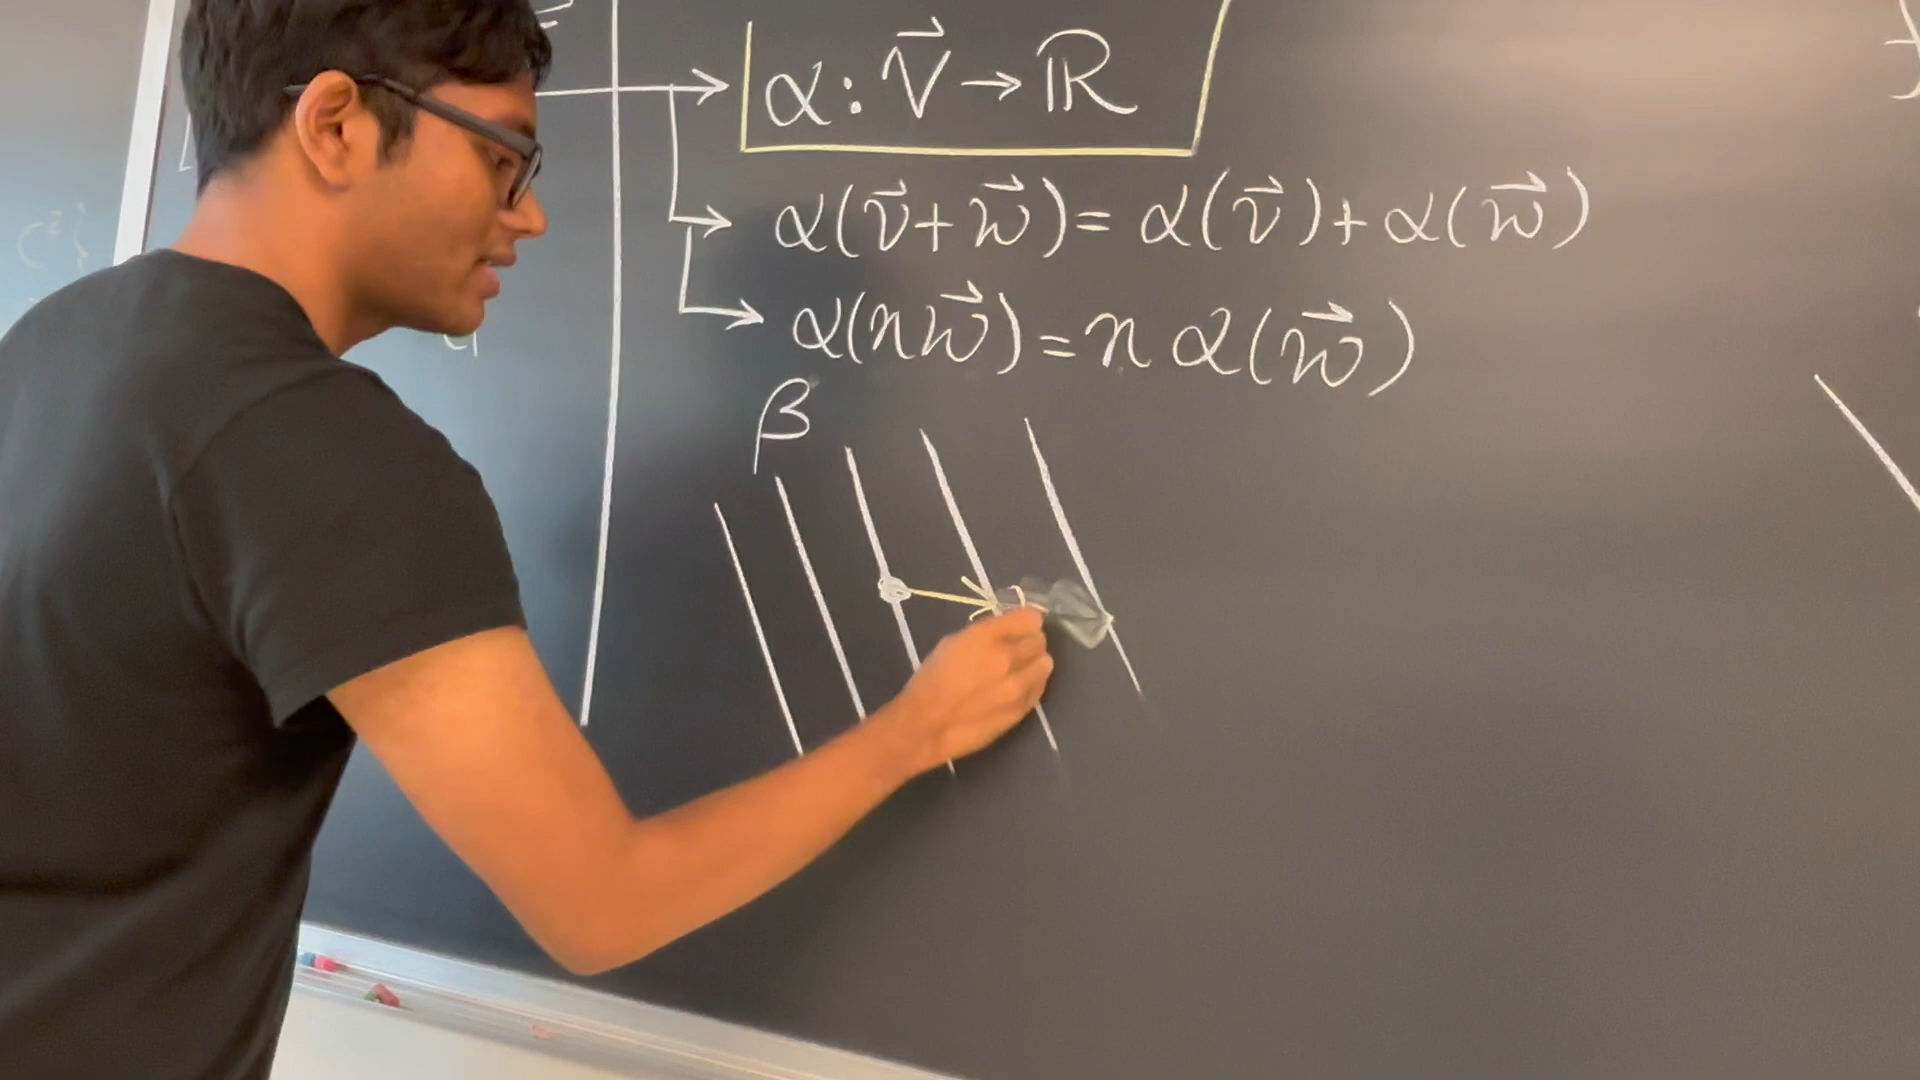 α: V⃗ → ℝ
α(v⃗ + w⃗) = α(v⃗) + α(w⃗)
α(nw⃗) = n α(w⃗)
β